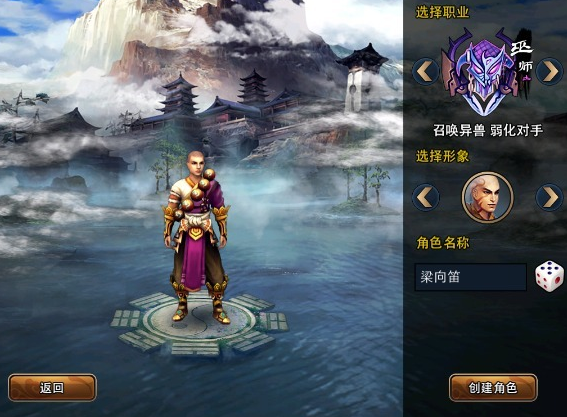 选择职业
巫师
召唤异兽 弱化对手
选择形象
角色名称
梁向笛
返回
创建角色